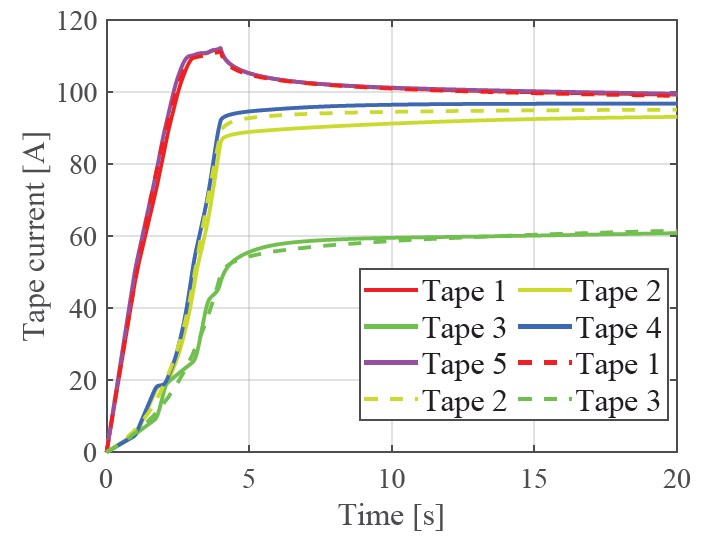 120
100
80
60
40
20
0
Tape current [A]
Tape 1 Tape 2
Tape 3 Tape 4
Tape 5 Tape 1
Tape 2 Tape 3
0 5 10 15 20
Time [s]